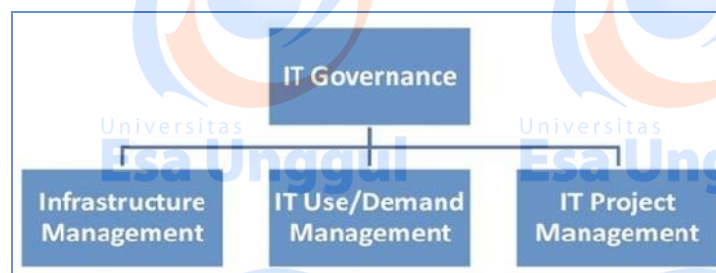 IT Governance
Universitas
Esa Unggul
Universitas
Esa Ung
Infrastructure
Management
IT Use/Demand
Management
IT Project
Management